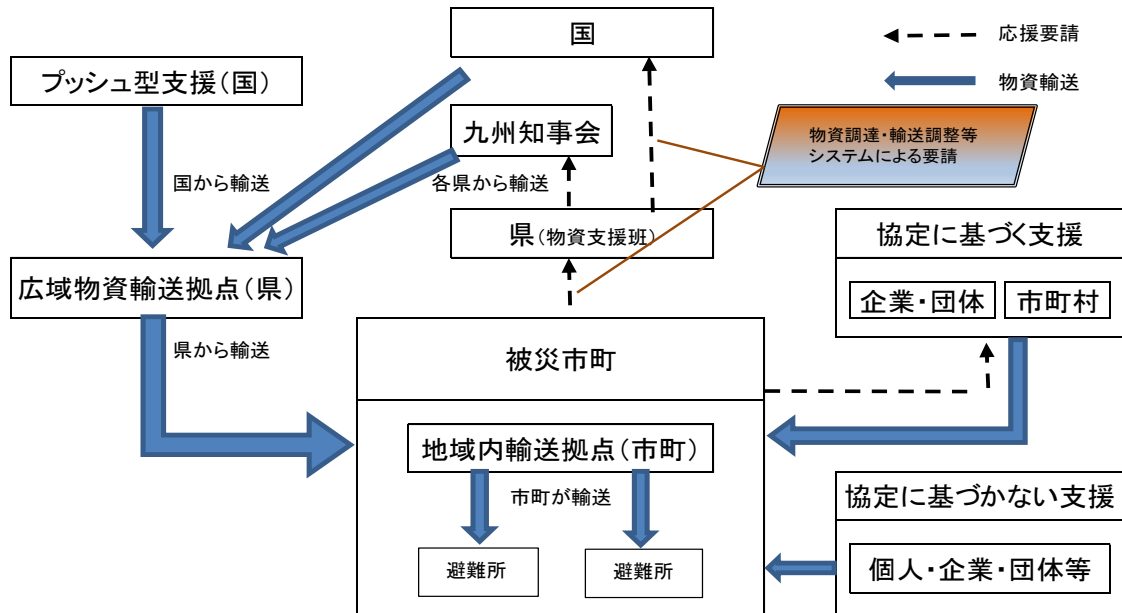 国
応援要請
プッシュ型支援(国)
物資輸送
九州知事会
物資調達・輸送調整等
システムによる要請
国から輸送
各県から輸送
県(物資支援班)
協定に基づく支援
広域物資輸送拠点(県)
企業・団体
市町村
県から輸送
被災市町
地域内輸送拠点(市町)
市町が輸送
協定に基づかない支援
避難所
避難所
個人・企業・団体等